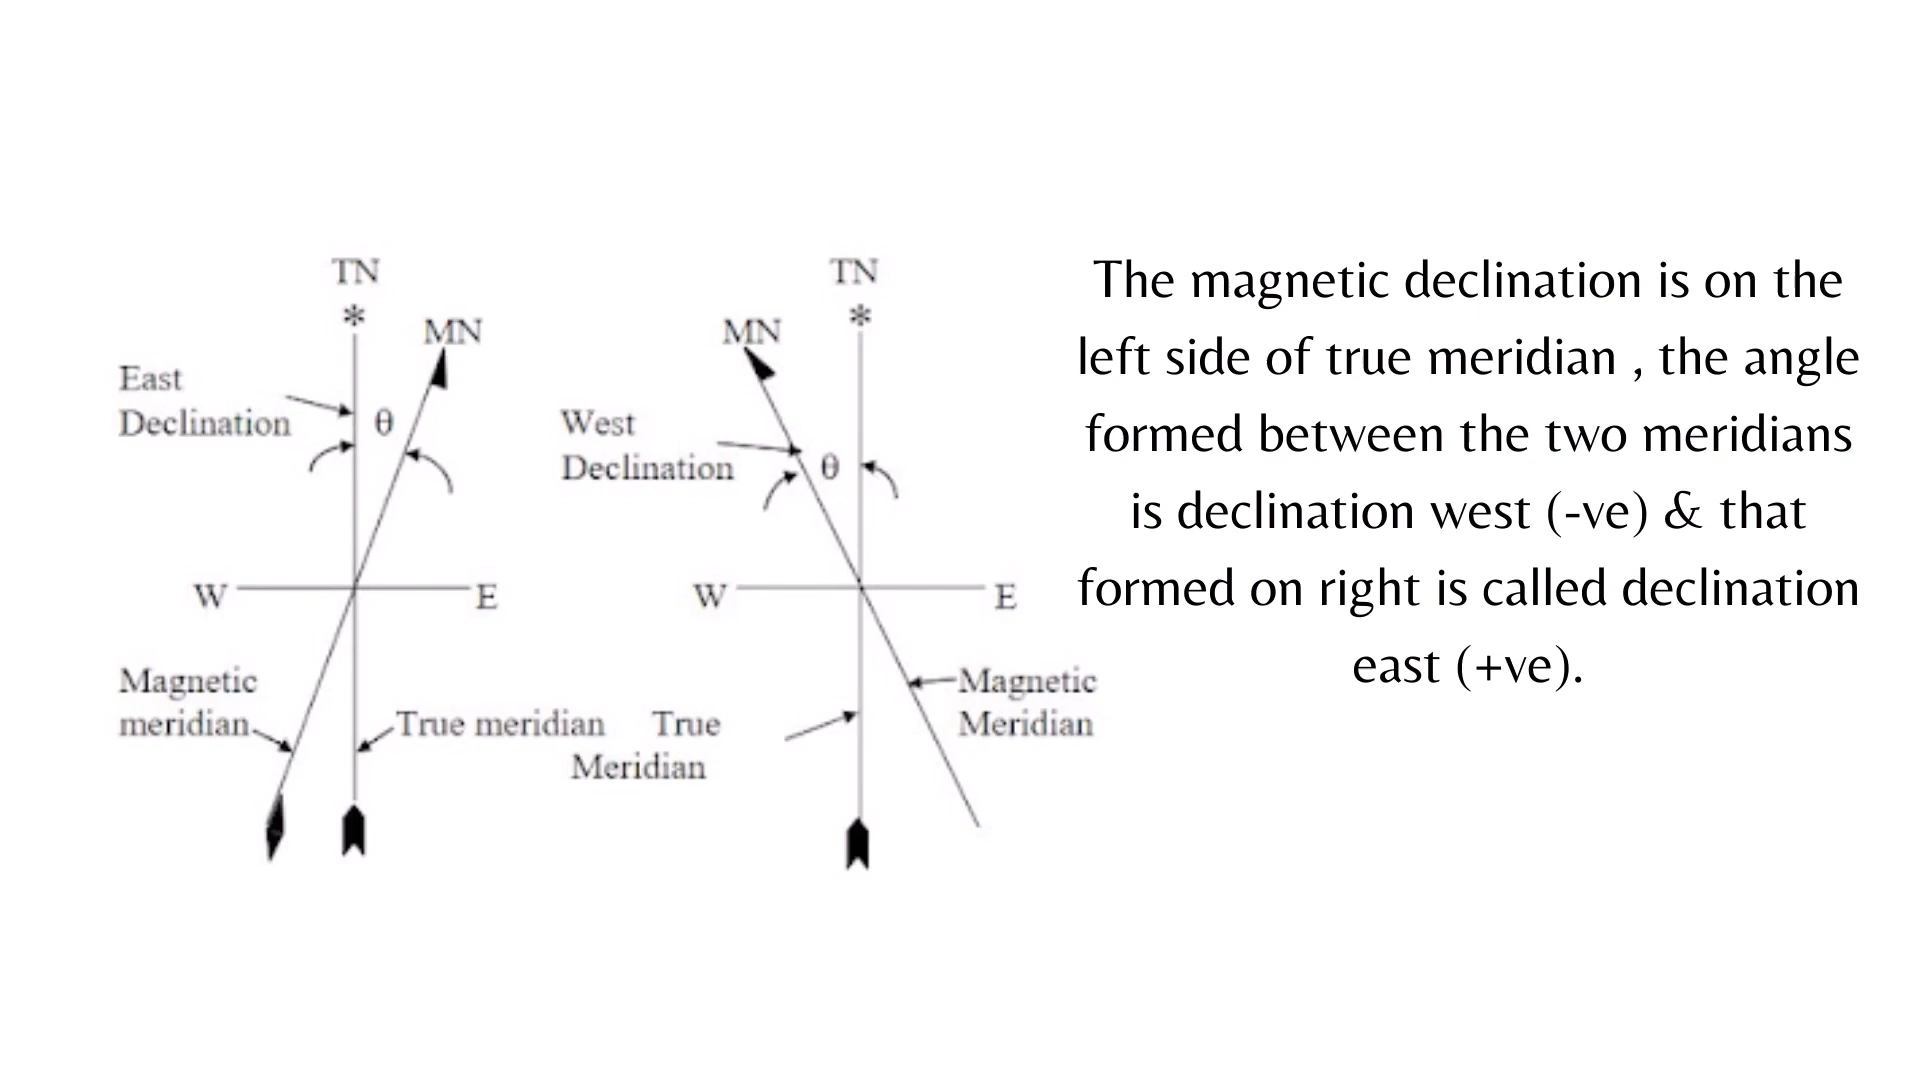 TN
*
MN
East
Declination
θ
W
E
Magnetic
meridian
True meridian
TN
*
MN
West
Declination
θ
W
E
True
Meridian
Magnetic
Meridian
The magnetic declination is on the
left side of true meridian , the angle
formed between the two meridians
is declination west (-ve) & that
formed on right is called declination
east (+ve).